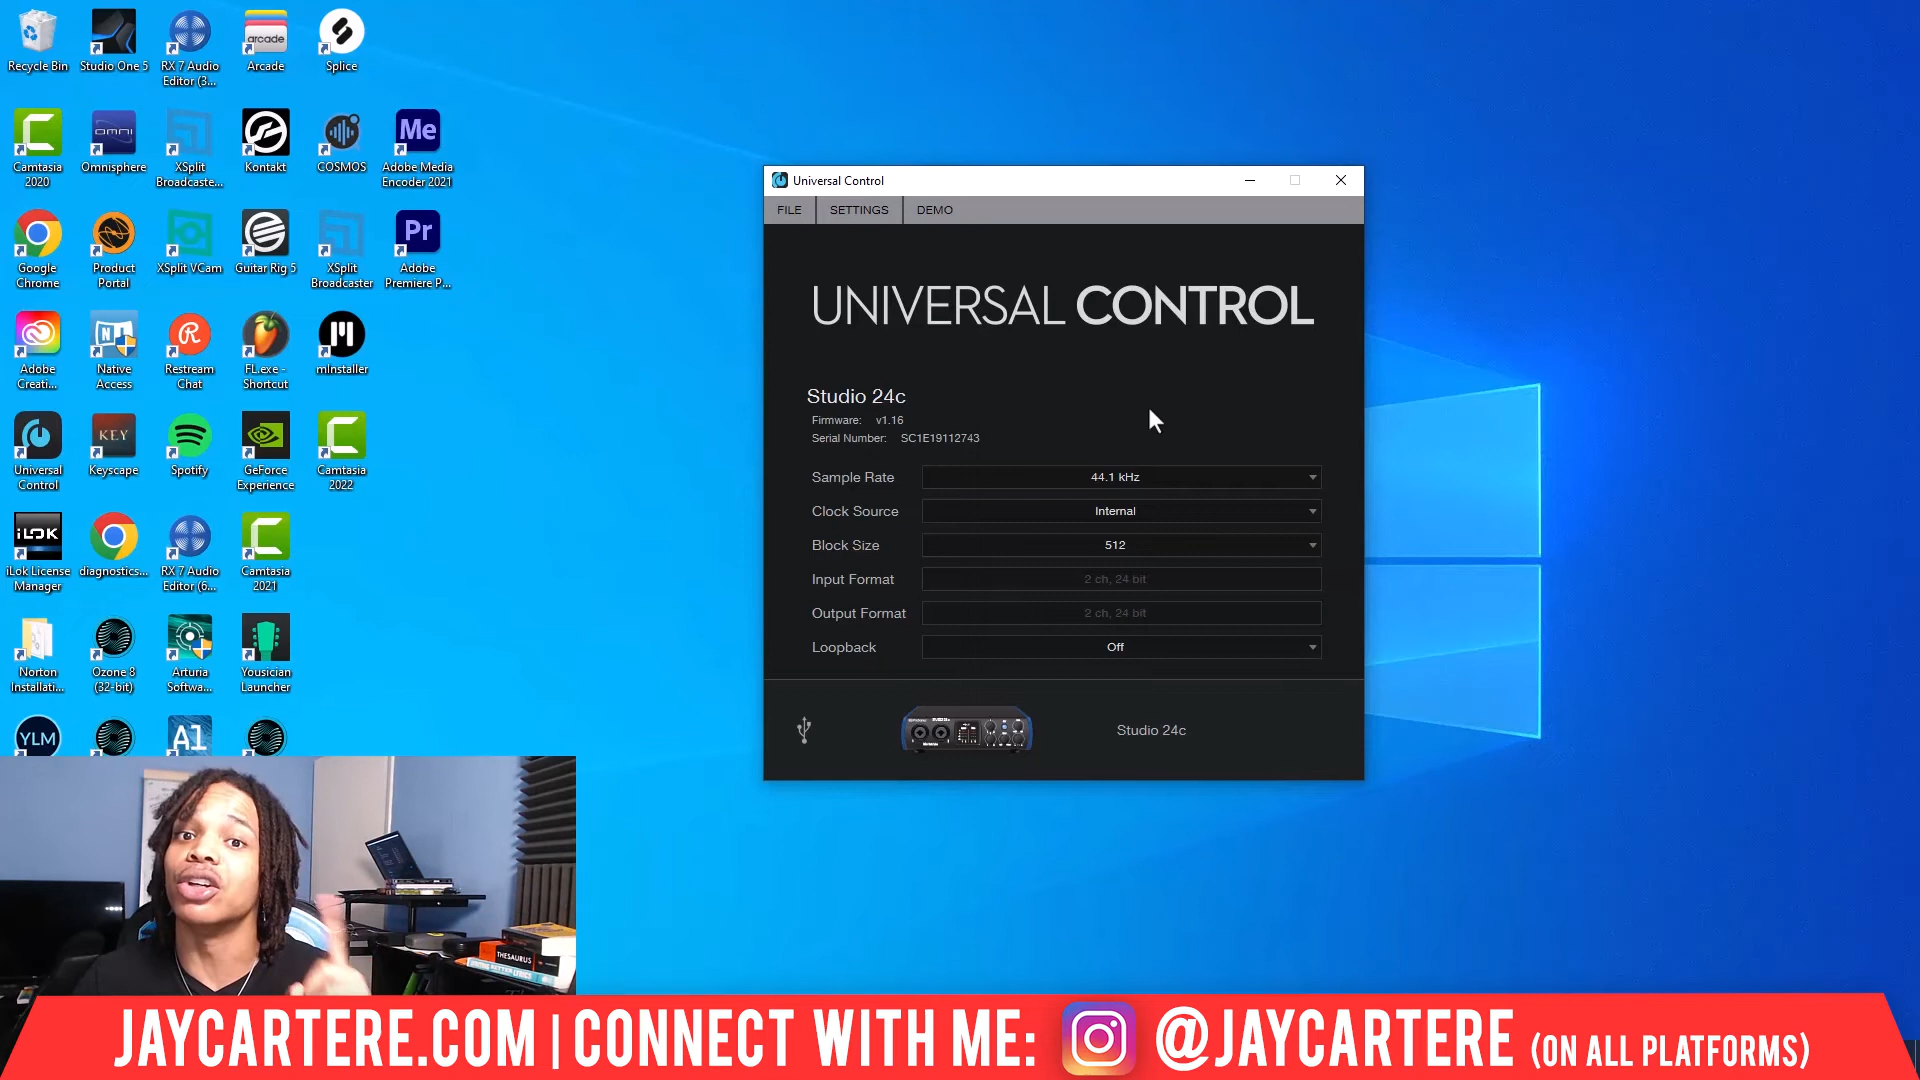 Recycle Bin
Studio One 5
RX 7 Audio
Editor (3...
arcade
Arcade
Splice
Camtasia
2020
OMNI
Omnisphere
XSplit
Broadcaste...
Kontakt
COSMOS
Me
Adobe Media
Encoder 2021
Google
Chrome
Product
Portal
XSplit VCam
Guitar Rig 5
XSplit
Broadcaster
Pr
Adobe
Premiere P...
Adobe
Creati...
Native
Access
Restream
Chat
FL.exe -
Shortcut
mInstaller
Universal
Control
KEY
Keyscape
Spotify
GeForce
Experience
Camtasia
2022
iLOK
iLok License
Manager
diagnostics...
RX 7 Audio
Editor (6...
Camtasia
2021
Norton
Installati...
Ozone 8
(32-bit)
Arturia
Softwa...
Yousician
Launcher
YLM
A1
Universal Control
FILE
SETTINGS
DEMO
UNIVERSAL CONTROL
Studio 24c
Firmware: v1.16
Serial Number: SC1E19112743
Sample Rate 44.1 kHz
Clock Source Internal
Block Size 512
Input Format 2 ch, 24 bit
Output Format 2 ch, 24 bit
Loopback Off
Studio 24c
THESAURUS
WRITING BETTER LYRICS
JAYCARTERE.COM | CONNECT WITH ME: @JAYCARTERE (ON ALL PLATFORMS)